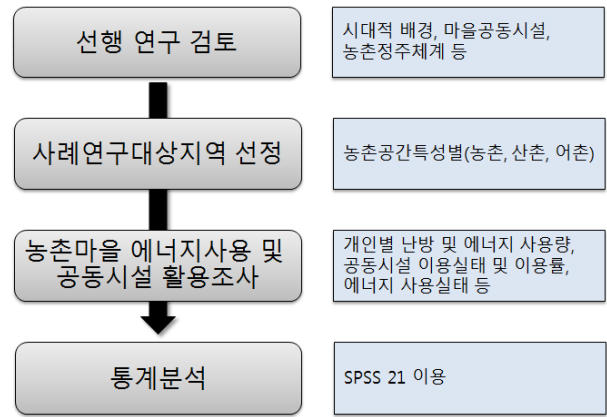 선행 연구 검토
시대적 배경, 마을공동시설,
농촌정주체계 등
사례연구대상지역 선정
농촌공간특성별(농촌, 산촌, 어촌)
농촌마을 에너지사용 및
공동시설 활용조사
개인별 난방 및 에너지 사용량,
공동시설 이용실태 및 이용률,
에너지 사용실태 등
통계분석
SPSS 21 이용